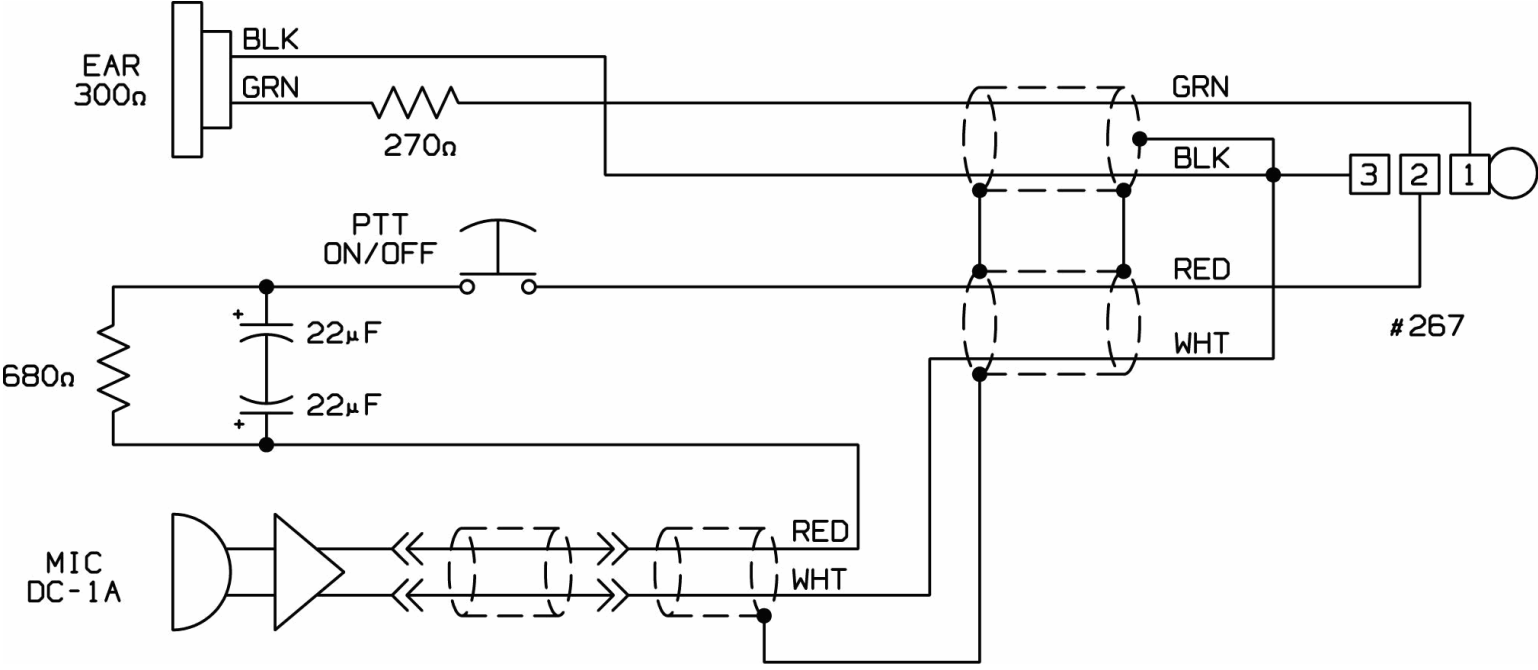 BLK
EAR
300Ω
GRN
270Ω
GRN
BLK
3 2 1
PTT
ON/OFF
RED
#267
+
22µF
WHT
680Ω
22µF
+
RED
MIC
DC-1A
WHT